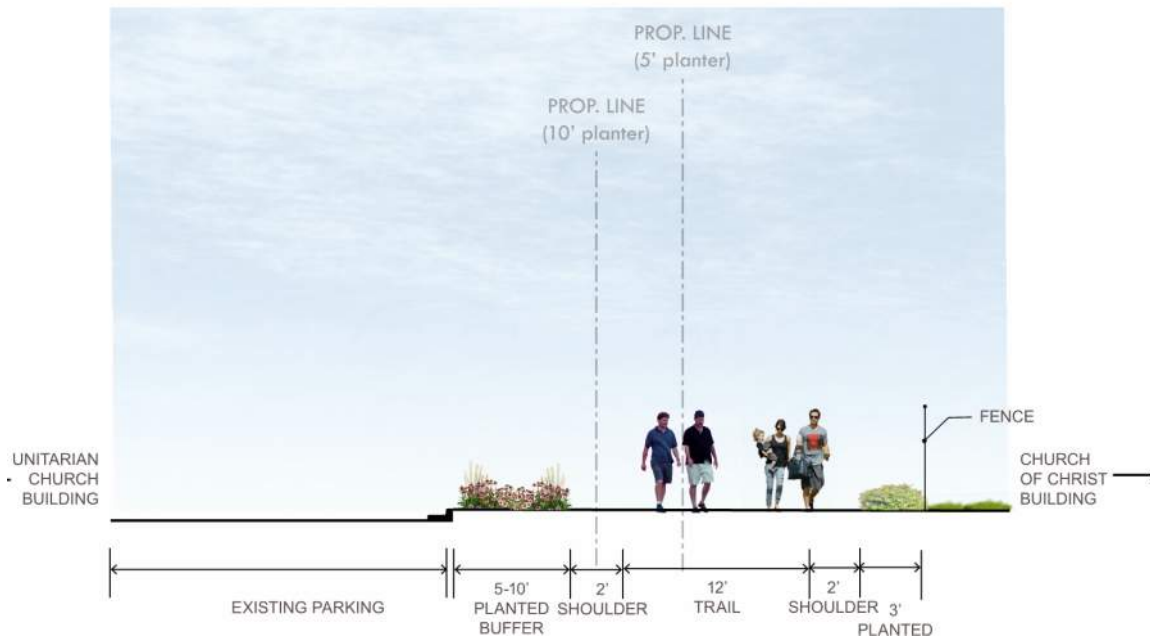 PROP. LINE
(5' planter)
PROP. LINE
(10' planter)
FENCE
UNITARIAN
CHURCH
BUILDING
CHURCH
OF CHRIST
BUILDING
EXISTING PARKING
5-10'
PLANTED
BUFFER
2'
SHOULDER
12'
TRAIL
2'
SHOULDER
3'
PLANTED